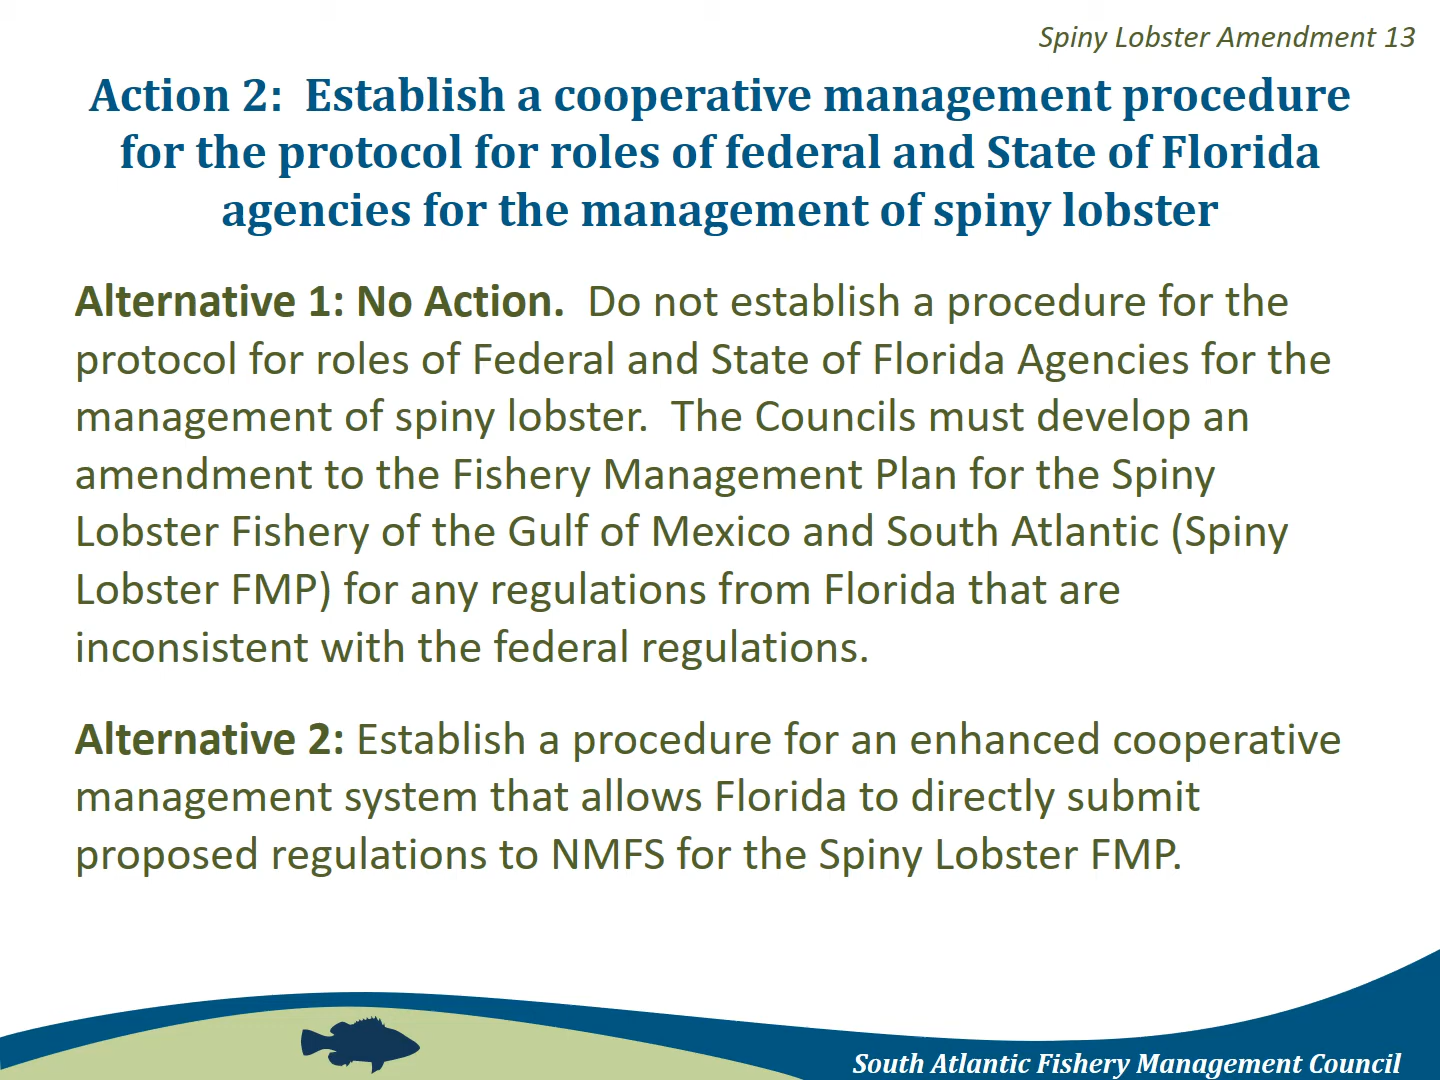 Spiny Lobster Amendment 13
Action 2:  Establish a cooperative management procedure
for the protocol for roles of federal and State of Florida
agencies for the management of spiny lobster
Alternative 1: No Action.  Do not establish a procedure for the
protocol for roles of Federal and State of Florida Agencies for the
management of spiny lobster.  The Councils must develop an
amendment to the Fishery Management Plan for the Spiny
Lobster Fishery of the Gulf of Mexico and South Atlantic (Spiny
Lobster FMP) for any regulations from Florida that are
inconsistent with the federal regulations.
Alternative 2: Establish a procedure for an enhanced cooperative
management system that allows Florida to directly submit
proposed regulations to NMFS for the Spiny Lobster FMP.
South Atlantic Fishery Management Council